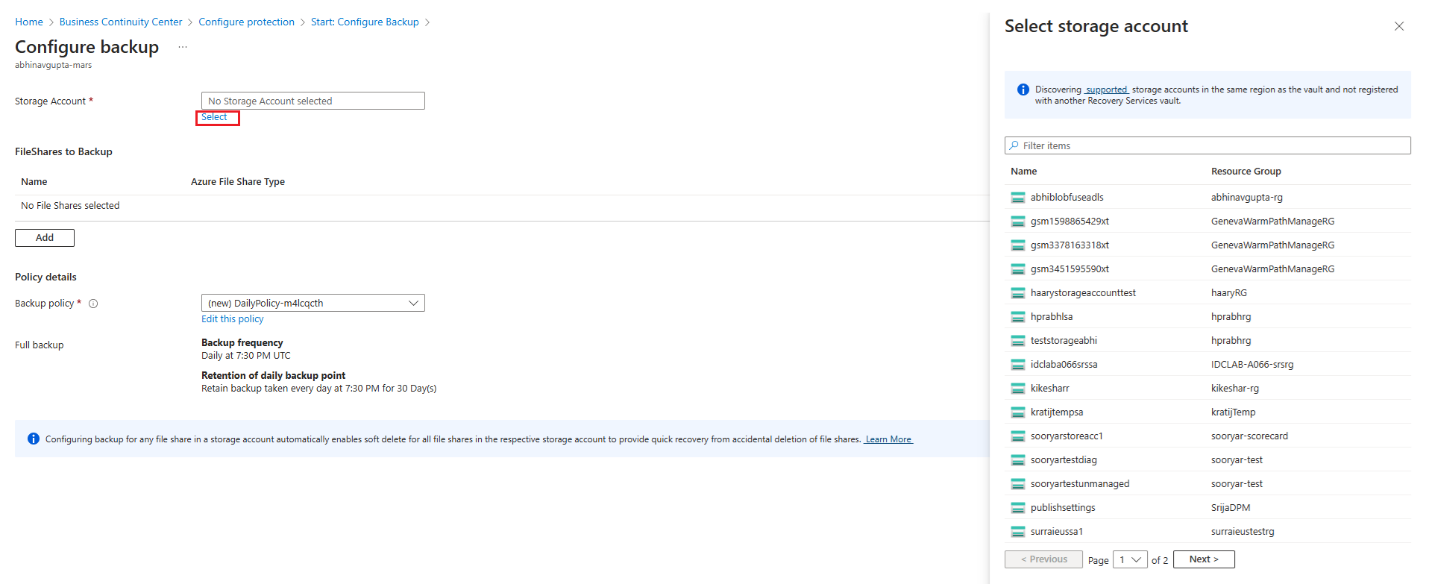 Home > Business Continuity Center > Configure protection > Start: Configure Backup >
Configure backup ...
abhinavgupta-mars
Storage Account *
No Storage Account selected
Select
FileShares to Backup
Name Azure File Share Type
No File Shares selected
Add
Policy details
Backup policy *
(new) DailyPolicy-m4lcqcth
Edit this policy
Full backup
Backup frequency
Daily at 7:30 PM UTC
Retention of daily backup point
Retain backup taken every day at 7:30 PM for 30 Day(s)
Configuring backup for any file share in a storage account automatically enables soft delete for all file shares in the respective storage account to provide quick recovery from accidental deletion of file shares. Learn More
Select storage account
Discovering supported storage accounts in the same region as the vault and not registered
with another Recovery Services vault.
Filter items
Name Resource Group
abhiblobfuseadls abhinavgupta-rg
gsm1598865429xt GenevaWarmPathManageRG
gsm3378163318xt GenevaWarmPathManageRG
gsm3451595590xt GenevaWarmPathManageRG
haarystorageaccounttest haaryRG
hprabhlsa hprabhrg
teststorageabhi hprabhrg
idclaba066srssa IDCLAB-A066-srsrg
kikesharr kikeshar-rg
kratijtempsa kratijTemp
sooryarstoreacc1 sooryar-scorecard
sooryartestdiag sooryar-test
sooryartestunmanaged sooryar-test
publishsettings SrijaDPM
surraieussa1 surraieustestrg
< Previous Page 1 of 2 Next >